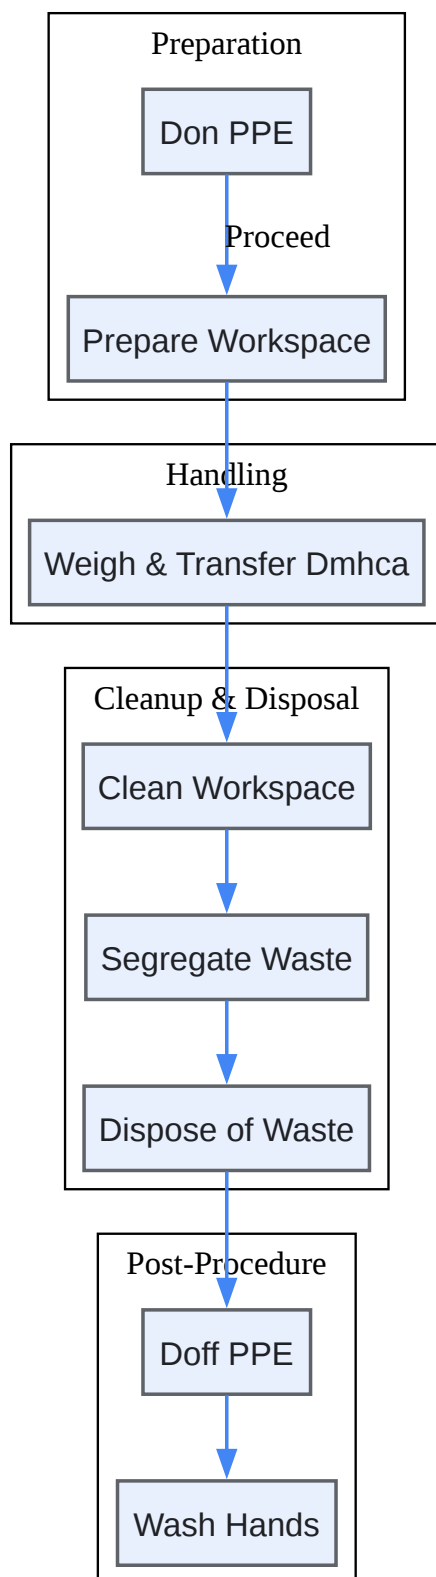 Preparation
Don PPE
Proceed
Prepare Workspace
Handling
Weigh & Transfer Dmhca
Cleanup & Disposal
Clean Workspace
Segregate Waste
Dispose of Waste
Post-Procedure
Doff PPE
Wash Hands